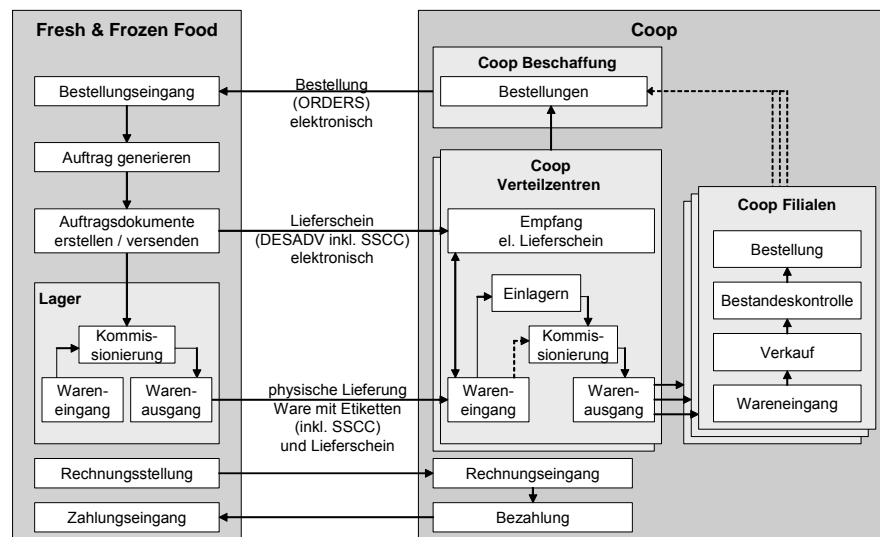 Fresh & Frozen Food
Bestellungseingang
Auftrag generieren
Auftragsdokumente
erstellen / versenden
Lager
Kommis-
sionierung
Waren-
eingang
Waren-
ausgang
Rechnungsstellung
Zahlungseingang
Bestellung
(ORDERS)
elektronisch
Lieferschein
(DESADV inkl. SSCC)
elektronisch
physische Lieferung
Ware mit Etiketten
(inkl. SSCC)
und Lieferschein
Coop
Coop Beschaffung
Bestellungen
Coop
Verteilzentren
Empfang
el. Lieferschein
Einlagern
Kommis-
sionierung
Waren-
eingang
Waren-
ausgang
Rechnungseingang
Bezahlung
Coop Filialen
Bestellung
Bestandeskontrolle
Verkauf
Wareneingang